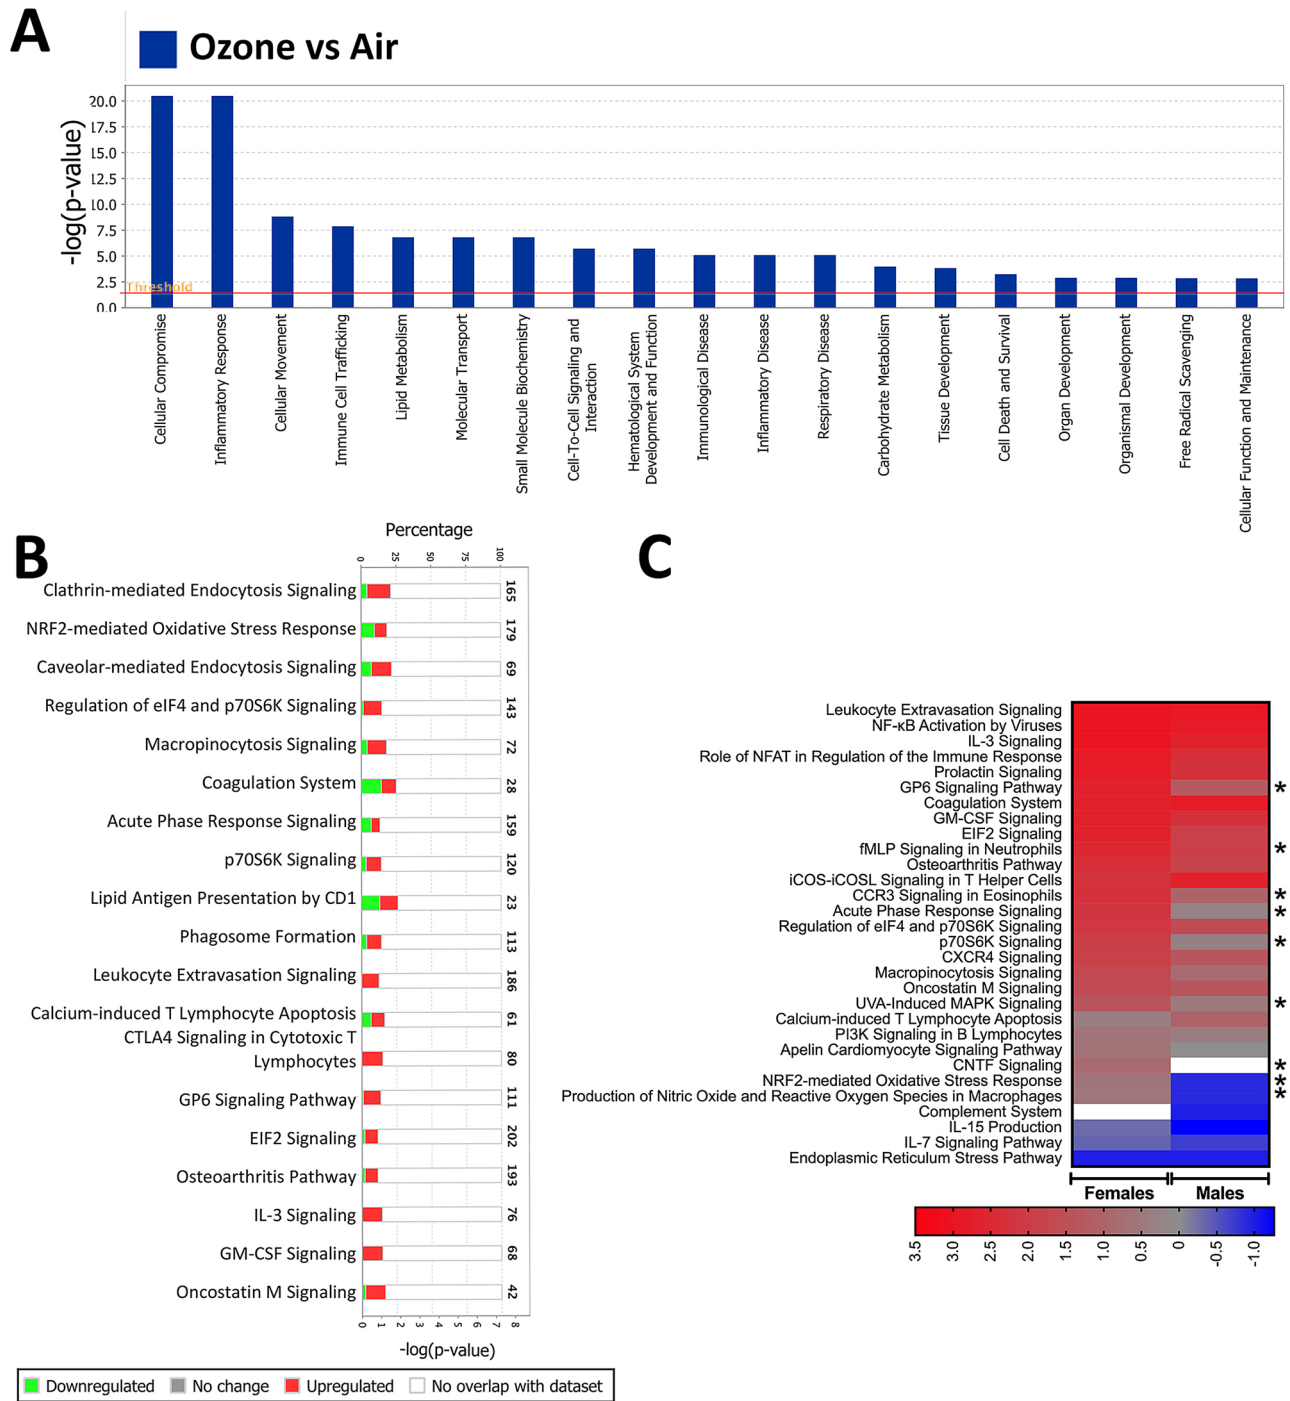 A
Ozone vs Air
-log(p-value)
20.0
17.5
15.0
12.5
10.0
7.5
5.0
2.5
0.0
Threshold
Cellular Compromise
Inflammatory Response
Cellular Movement
Immune Cell Trafficking
Lipid Metabolism
Molecular Transport
Small Molecule Biochemistry
Cell-To-Cell Signaling and
Interaction
Hematological System
Development and Function
Immunological Disease
Inflammatory Disease
Respiratory Disease
Carbohydrate Metabolism
Tissue Development
Cell Death and Survival
Organ Development
Organismal Development
Free Radical Scavenging
Cellular Function and Maintenance
B
Percentage
0 25 50 75 100
Clathrin-mediated Endocytosis Signaling 165
NRF2-mediated Oxidative Stress Response 179
Caveolar-mediated Endocytosis Signaling 69
Regulation of eIF4 and p70S6K Signaling 143
Macropinocytosis Signaling 72
Coagulation System 28
Acute Phase Response Signaling 159
p70S6K Signaling 120
Lipid Antigen Presentation by CD1 23
Phagosome Formation 113
Leukocyte Extravasation Signaling 186
Calcium-induced T Lymphocyte Apoptosis 61
CTLA4 Signaling in Cytotoxic T
Lymphocytes 80
GP6 Signaling Pathway 111
EIF2 Signaling 202
Osteoarthritis Pathway 193
IL-3 Signaling 76
GM-CSF Signaling 68
Oncostatin M Signaling 42
0 1 2 3 4 5 6 7 8
-log(p-value)
Downregulated No change Upregulated No overlap with dataset
C
Leukocyte Extravasation Signaling
NF-κB Activation by Viruses
IL-3 Signaling
Role of NFAT in Regulation of the Immune Response
Prolactin Signaling
GP6 Signaling Pathway *
Coagulation System
GM-CSF Signaling
EIF2 Signaling
fMLP Signaling in Neutrophils *
Osteoarthritis Pathway
iCOS-iCOSL Signaling in T Helper Cells
CCR3 Signaling in Eosinophils *
Acute Phase Response Signaling *
Regulation of eIF4 and p70S6K Signaling
p70S6K Signaling *
CXCR4 Signaling
Macropinocytosis Signaling
Oncostatin M Signaling
UVA-Induced MAPK Signaling *
Calcium-induced T Lymphocyte Apoptosis
PI3K Signaling in B Lymphocytes
Apelin Cardiomyocyte Signaling Pathway
CNTF Signaling *
NRF2-mediated Oxidative Stress Response *
Production of Nitric Oxide and Reactive Oxygen Species in Macrophages *
Complement System
IL-15 Production
IL-7 Signaling Pathway
Endoplasmic Reticulum Stress Pathway
Females Males
3.5 3.0 2.5 2.0 1.5 1.0 0.5 0 -0.5 -1.0